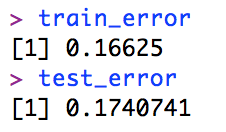 > train_error
[1] 0.16625
> test_error
[1] 0.1740741